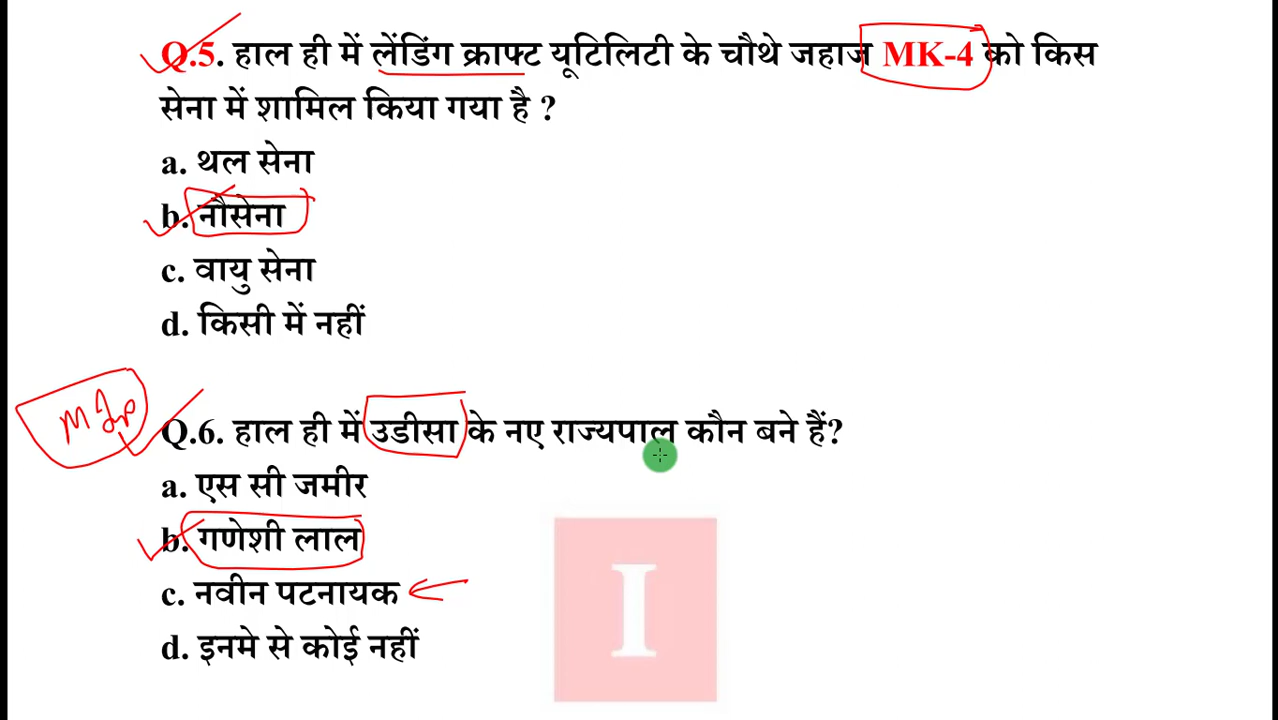 Q.5. हाल ही में लेंडिंग क्राफ्ट यूटिलिटी के चौथे जहाज MK-4 को किस
सेना में शामिल किया गया है ?
a. थल सेना
b. नौसेना
c. वायु सेना
d. किसी में नहीं
Q.6. हाल ही में उडीसा के नए राज्यपाल कौन बने हैं?
a. एस सी जमीर
b. गणेशी लाल
c. नवीन पटनायक
d. इनमे से कोई नहीं
I